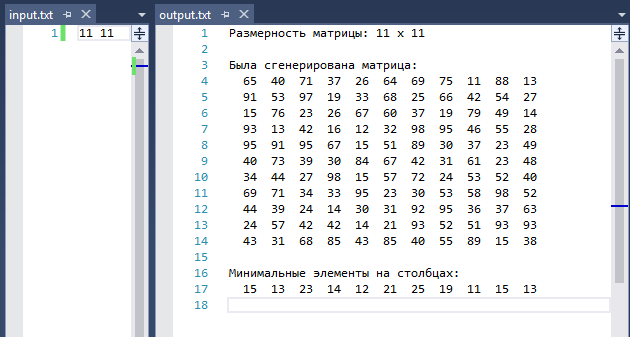 input.txt
output.txt
1 11 11
1 Размерность матрицы: 11 x 11
2
3 Была сгенерирована матрица:
4 65 40 71 37 26 64 69 75 11 88 13
5 91 53 97 19 33 68 25 66 42 54 27
6 15 76 23 26 67 60 37 19 79 49 14
7 93 13 42 16 12 32 98 95 46 55 28
8 95 91 95 67 15 51 89 30 37 23 49
9 40 73 39 30 84 67 42 31 61 23 48
10 34 44 27 98 15 57 72 24 53 52 40
11 69 71 34 33 95 23 30 53 58 98 52
12 44 39 24 14 30 31 92 95 36 37 63
13 24 57 42 42 14 21 93 52 51 93 93
14 43 31 68 85 43 85 40 55 89 15 38
15
16 Минимальные элементы на столбцах:
17 15 13 23 14 12 21 25 19 11 15 13
18